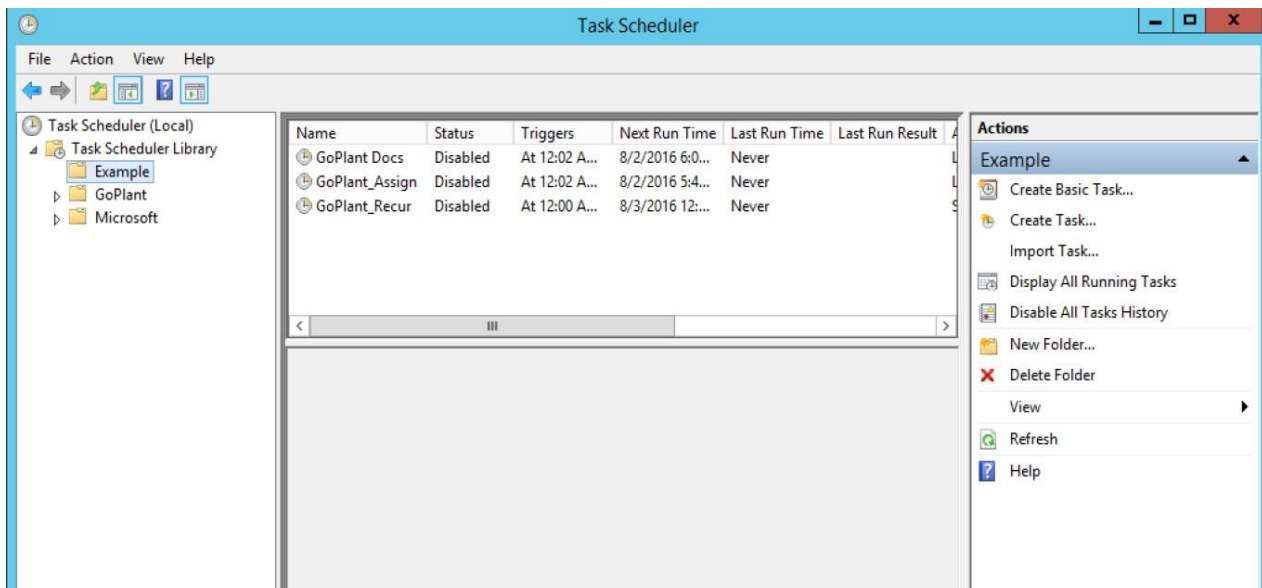 Task Scheduler
File Action View Help
Task Scheduler (Local)
Task Scheduler Library
Example
GoPlant
Microsoft
Name Status Triggers Next Run Time Last Run Time Last Run Result A
GoPlant Docs Disabled At 12:02 A... 8/2/2016 6:0... Never
GoPlant_Assign Disabled At 12:02 A... 8/2/2016 5:4... Never
GoPlant_Recur Disabled At 12:00 A... 8/3/2016 12:... Never
Actions
Example
Create Basic Task...
Create Task...
Import Task...
Display All Running Tasks
Disable All Tasks History
New Folder...
Delete Folder
View
Refresh
Help